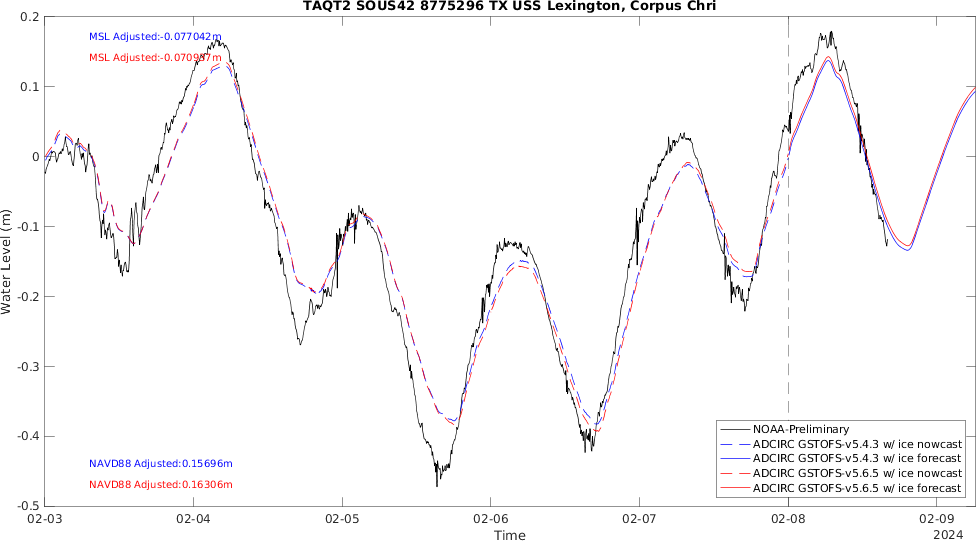 TAQT2 SOUS42 8775296 TX USS Lexington, Corpus Chri
0.2
MSL Adjusted:-0.077042m
MSL Adjusted:-0.070987m
0.1
0
-0.1
Water Level (m)
-0.2
-0.3
-0.4
-0.5
NAVD88 Adjusted:0.15696m
NAVD88 Adjusted:0.16306m
NOAA-Preliminary
ADCIRC GSTOFS-v5.4.3 w/ ice nowcast
ADCIRC GSTOFS-v5.4.3 w/ ice forecast
ADCIRC GSTOFS-v5.6.5 w/ ice nowcast
ADCIRC GSTOFS-v5.6.5 w/ ice forecast
02-03
02-04
02-05
02-06
02-07
02-08
02-09
Time
2024